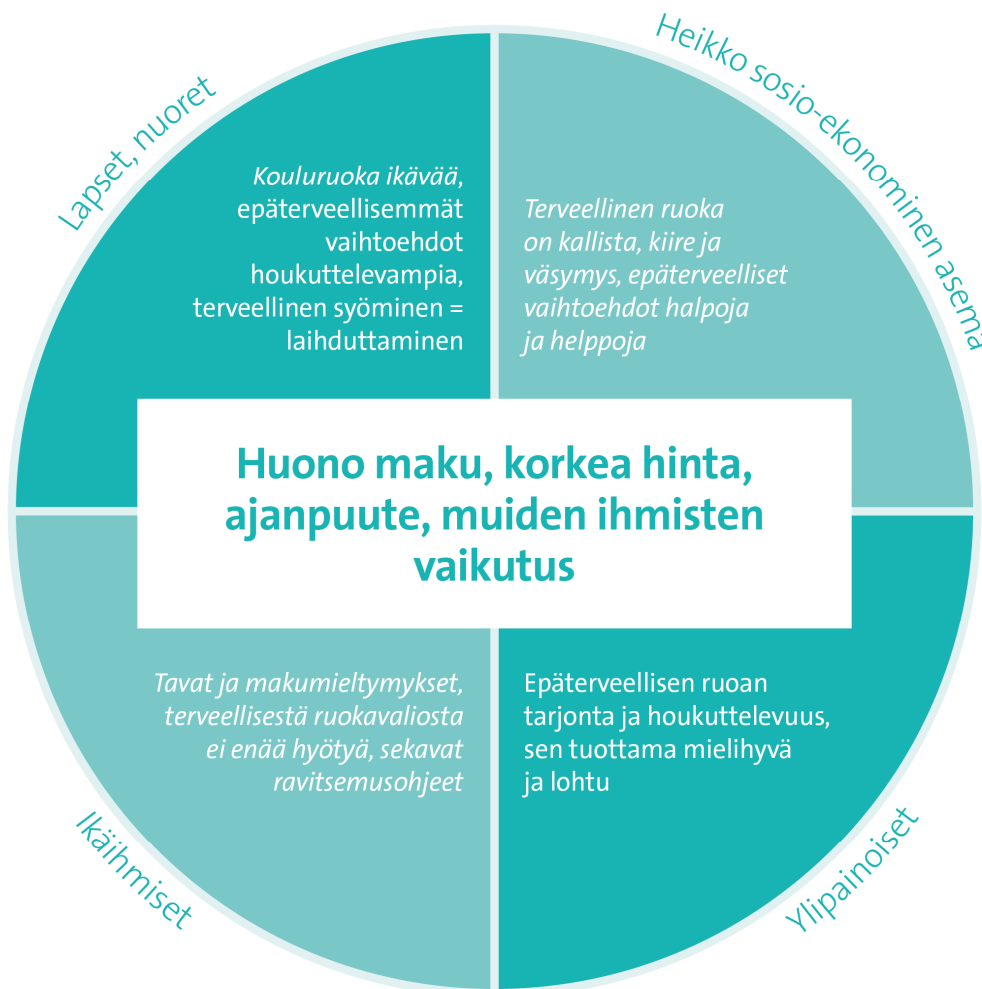 Lapset, nuoret
Kouluruoka ikävää,
epäterveellisemmät
vaihtoehdot
houkuttelevampia,
terveellinen syöminen =
laihduttaminen
Heikko sosio-ekonominen asema
Terveellinen ruoka
on kallista, kiire ja
väsymys, epäterveelliset
vaihtoehdot halpoja
ja helppoja
Huono maku, korkea hinta,
ajanpuute, muiden ihmisten
vaikutus
Tavat ja makumieltymykset,
terveellisestä ruokavaliosta
ei enää hyötyä, sekavat
ravitsemusohjeet
Ikäihmiset
Epäterveellisen ruoan
tarjonta ja houkuttelevuus,
sen tuottama mielihyvä
ja lohtu
Ylipainoiset